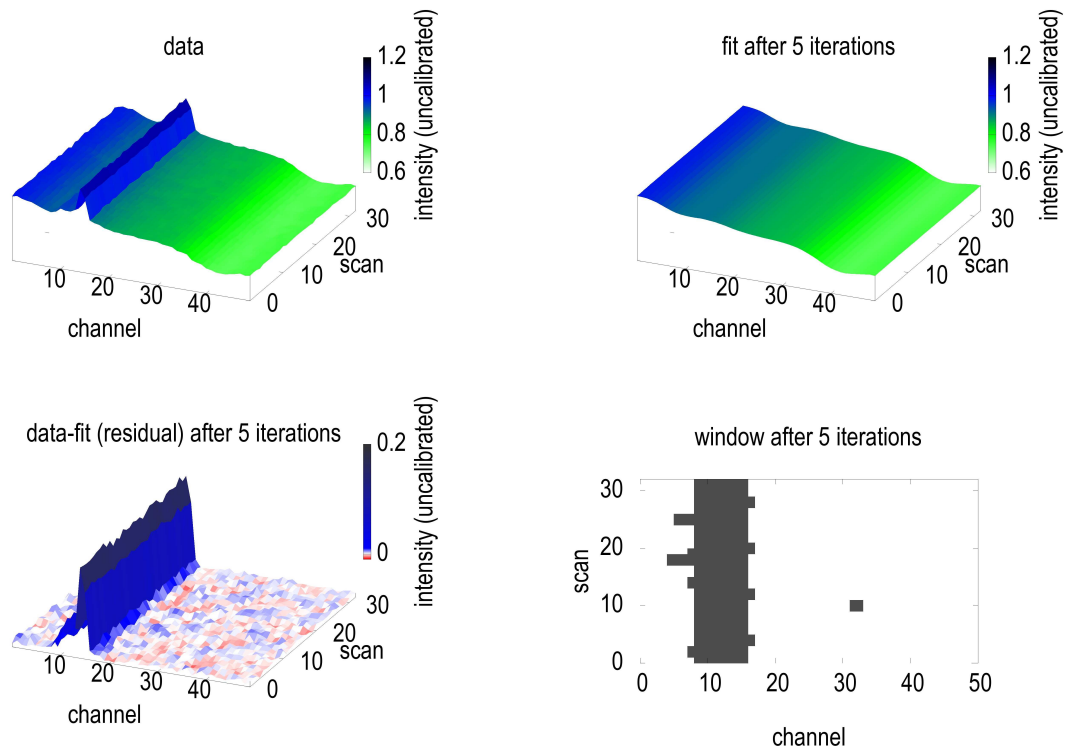 data
1.2
1
0.8
0.6
intensity (uncalibrated)
30
20
10
0
scan
10
20
30
40
channel
fit after 5 iterations
1.2
1
0.8
0.6
intensity (uncalibrated)
30
20
10
0
scan
10
20
30
40
channel
data-fit (residual) after 5 iterations
0.2
0
intensity (uncalibrated)
30
20
10
0
scan
10
20
30
40
channel
window after 5 iterations
30
20
10
0
scan
0
10
20
30
40
50
channel